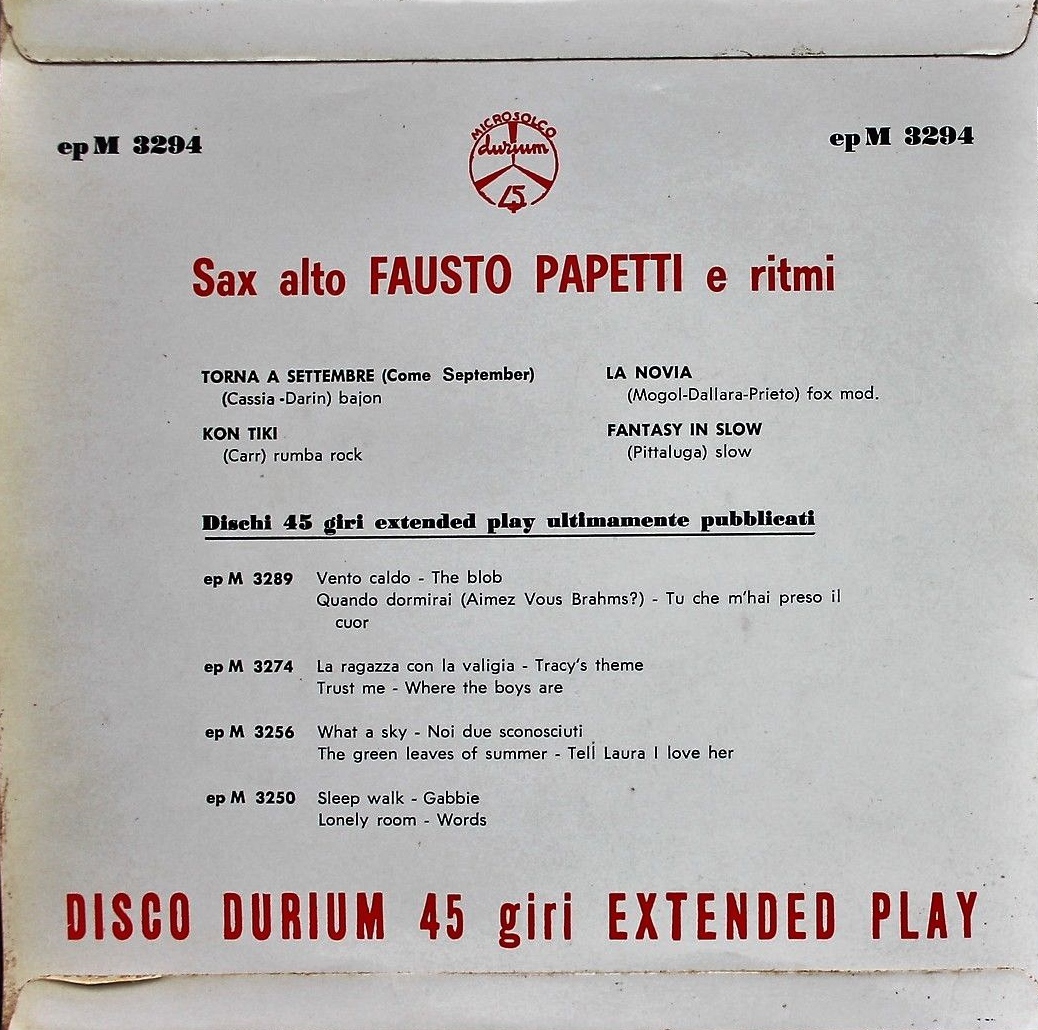 ep M 3294
MICROSOLCO
durium
45
ep M 3294
Sax alto FAUSTO PAPETTI e ritmi
TORNA A SETTEMBRE (Come September)
(Cassia-Darin) bajon
KON TIKI
(Carr) rumba rock
LA NOVIA
(Mogol-Dallara-Prieto) fox mod.
FANTASY IN SLOW
(Pittaluga) slow
Dischi 45 giri extended play ultimamente pubblicati
ep M 3289 Vento caldo - The blob
Quando dormirai (Aimez Vous Brahms?) - Tu che m'hai preso il
cuor
ep M 3274 La ragazza con la valigia - Tracy's theme
Trust me - Where the boys are
ep M 3256 What a sky - Noi due sconosciuti
The green leaves of summer - Tell Laura I love her
ep M 3250 Sleep walk - Gabbie
Lonely room - Words
DISCO DURIUM 45 giri EXTENDED PLAY